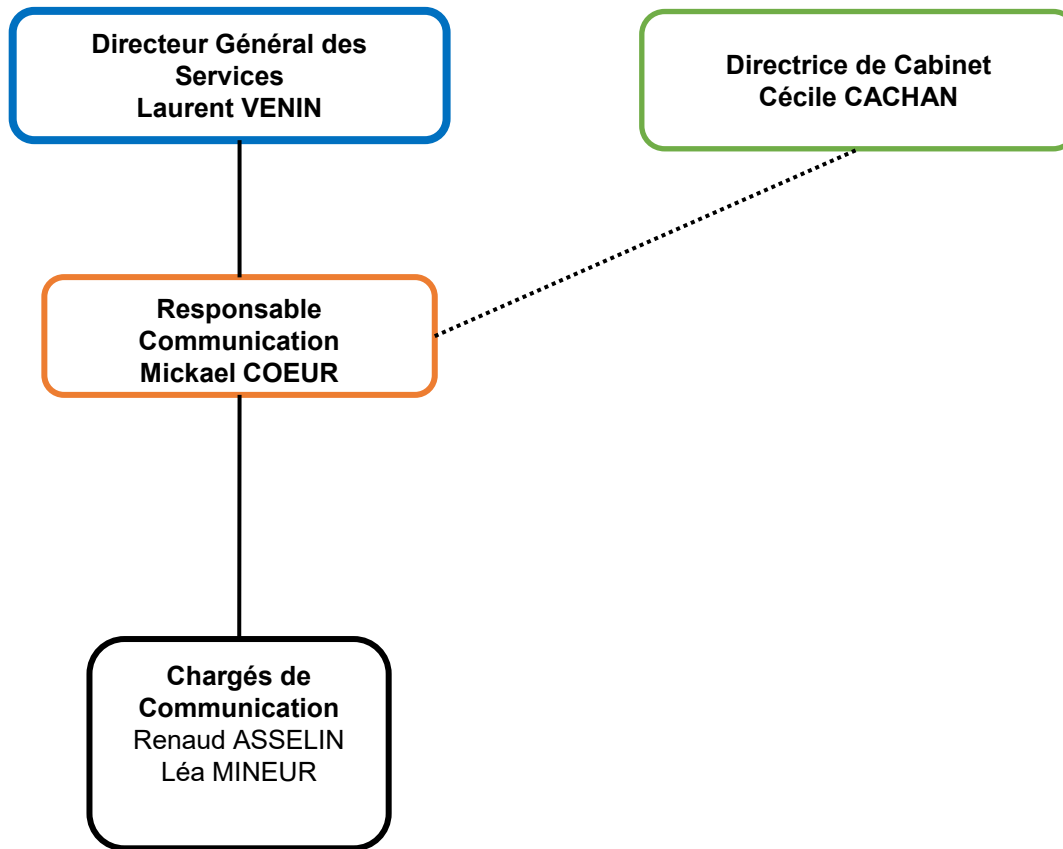 Directeur Général des
Services
Laurent VENIN
Directrice de Cabinet
Cécile CACHAN
Responsable
Communication
Mickael COEUR
Chargés de
Communication
Renaud ASSELIN
Léa MINEUR